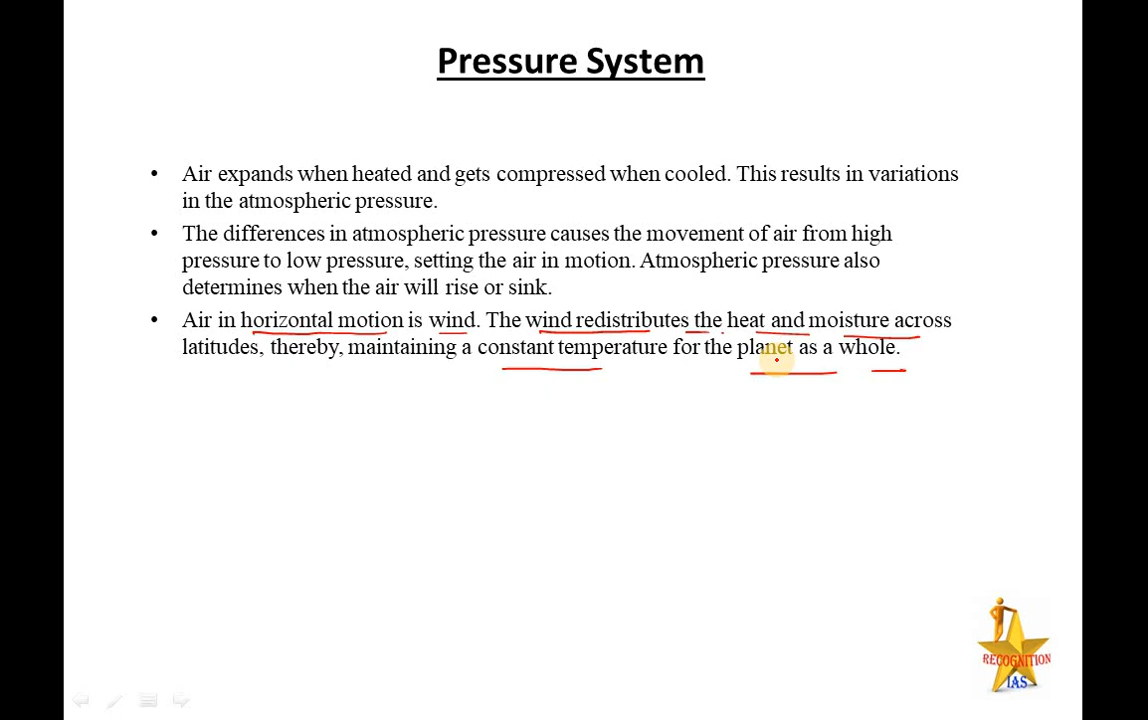 Pressure System
• Air expands when heated and gets compressed when cooled. This results in variations
in the atmospheric pressure.
• The differences in atmospheric pressure causes the movement of air from high
pressure to low pressure, setting the air in motion. Atmospheric pressure also
determines when the air will rise or sink.
• Air in horizontal motion is wind. The wind redistributes the heat and moisture across
latitudes, thereby, maintaining a constant temperature for the planet as a whole.
RECOGNITION
IAS